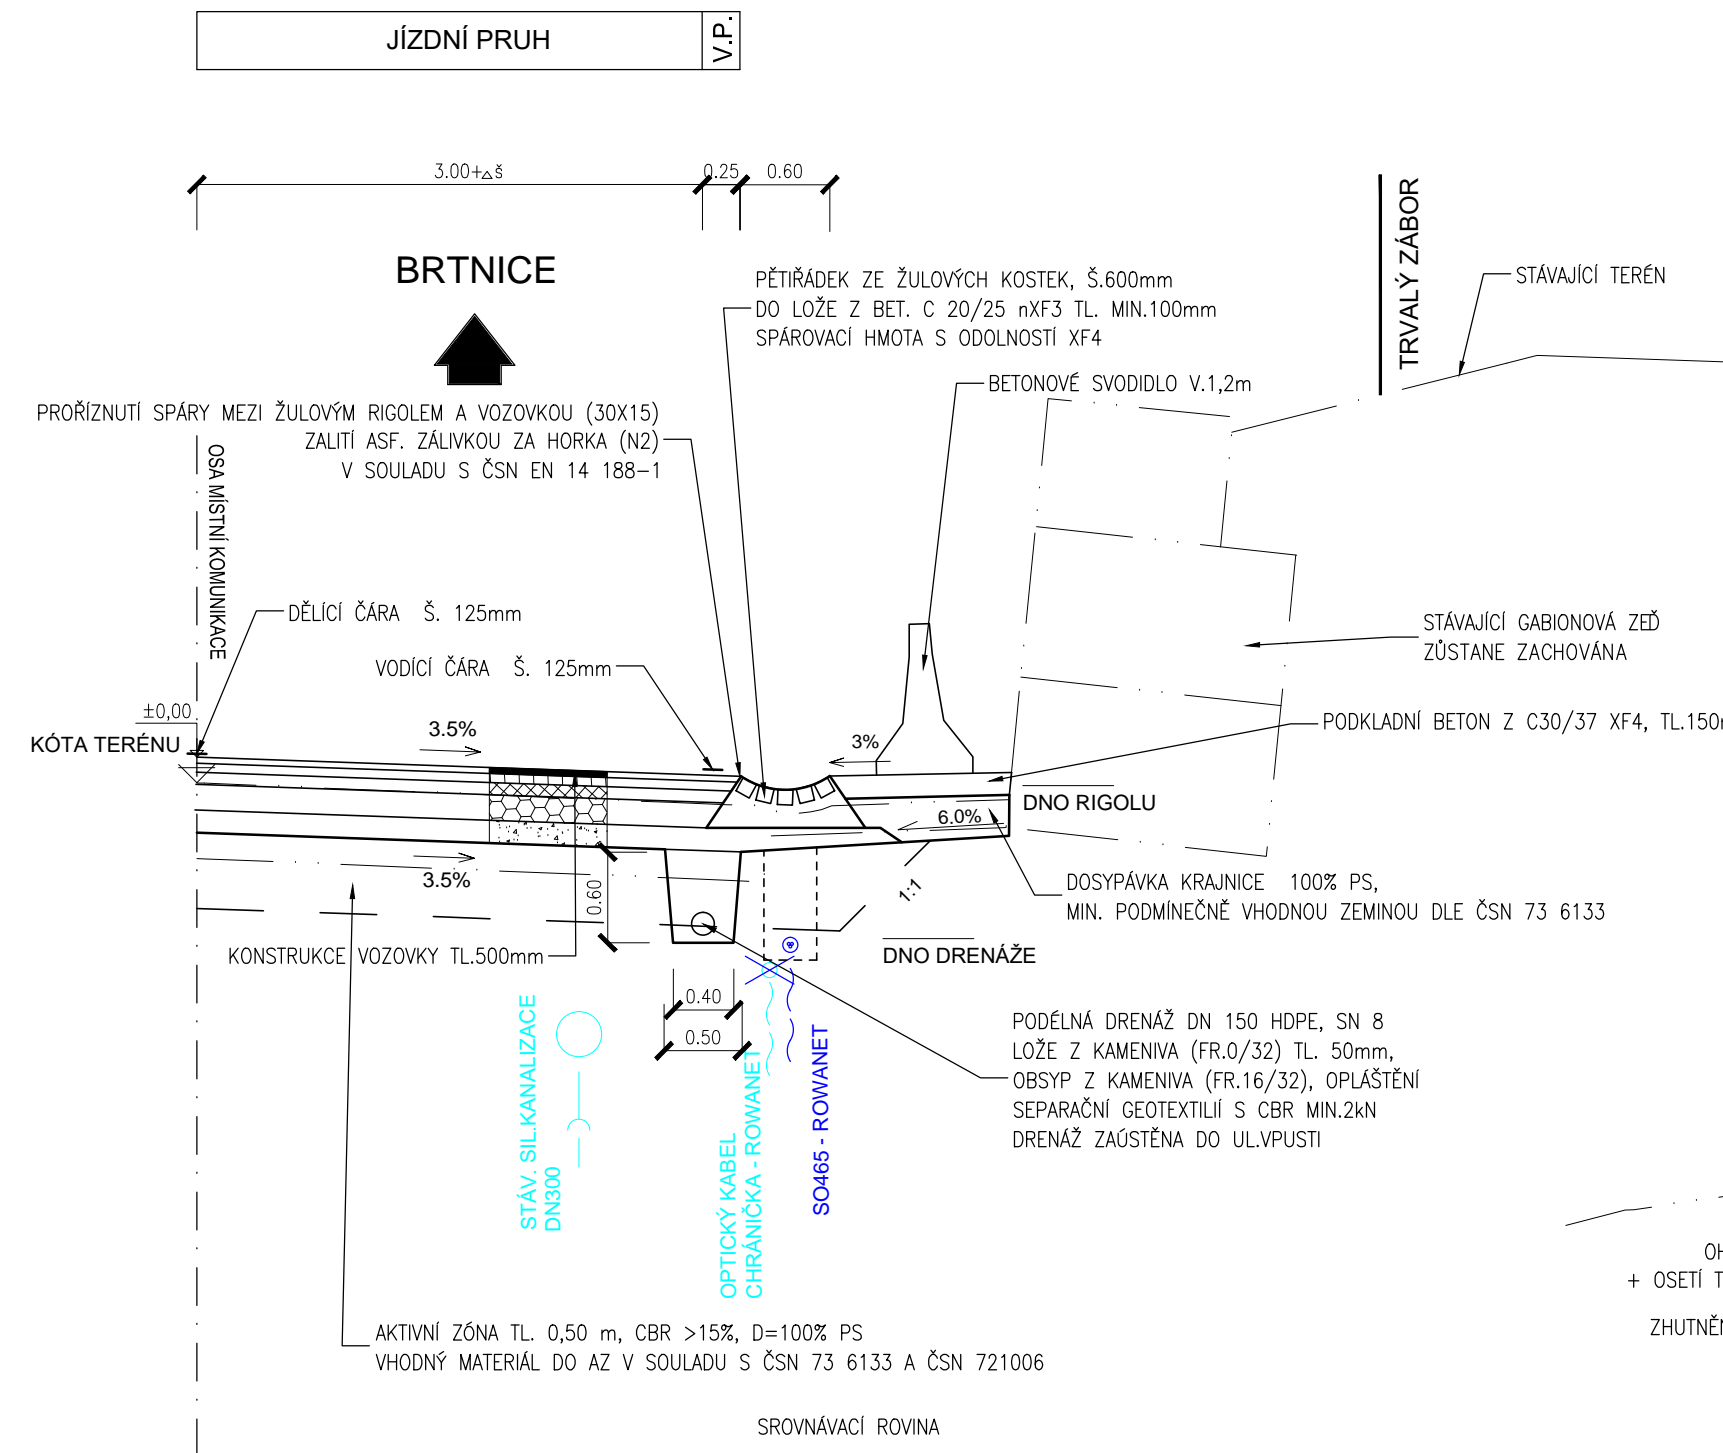 JÍZDNÍ PRUH
V.P.
3.00+△š
0.25
0.60
BRTNICE
TRVALÝ ZÁBOR
STÁVAJÍCÍ TERÉN
PĚTIŘÁDEK ZE ŽULOVÝCH KOSTEK, Š.600mm
DO LOŽE Z BET. C 20/25 nXF3 TL. MIN.100mm
SPÁROVACÍ HMOTA S ODOLNOSTÍ XF4
BETONOVÉ SVODIDLO V.1,2m
PROŘÍZNUTÍ SPÁRY MEZI ŽULOVÝM RIGOLEM A VOZOVKOU (30X15)
ZALITÍ ASF. ZÁLIVKOU ZA HORKA (N2)
V SOULADU S ČSN EN 14 188-1
OSA MÍSTNÍ KOMUNIKACE
DĚLÍCÍ ČÁRA Š. 125mm
VODÍCÍ ČÁRA Š. 125mm
STÁVAJÍCÍ GABIONOVÁ ZEĎ
ZŮSTANE ZACHOVÁNA
±0,00
KÓTA TERÉNU
3.5%
3%
PODKLADNÍ BETON Z C30/37 XF4, TL.150
DNO RIGOLU
6.0%
3.5%
0.60
1:1
DOSYPÁVKA KRAJNICE 100% PS,
MIN. PODMÍNEČNĚ VHODNOU ZEMINOU DLE ČSN 73 6133
KONSTRUKCE VOZOVKY TL.500mm
DNO DRENÁŽE
0.40
0.50
STÁV. SIL.KANALIZACE
DN300
OPTICKÝ KABEL
CHRÁNIČKA - ROWANET
SO465 - ROWANET
PODÉLNÁ DRENÁŽ DN 150 HDPE, SN 8
LOŽE Z KAMENIVA (FR.0/32) TL. 50mm,
OBSYP Z KAMENIVA (FR.16/32), OPLÁŠTĚNÍ
SEPARAČNÍ GEOTEXTILIÍ S CBR MIN.2kN
DRENÁŽ ZAÚSTĚNA DO UL.VPUSTI
+ OSETÍ
AKTIVNÍ ZÓNA TL. 0,50 m, CBR >15%, D=100% PS
VHODNÝ MATERIÁL DO AZ V SOULADU S ČSN 73 6133 A ČSN 721006
SROVNÁVACÍ ROVINA